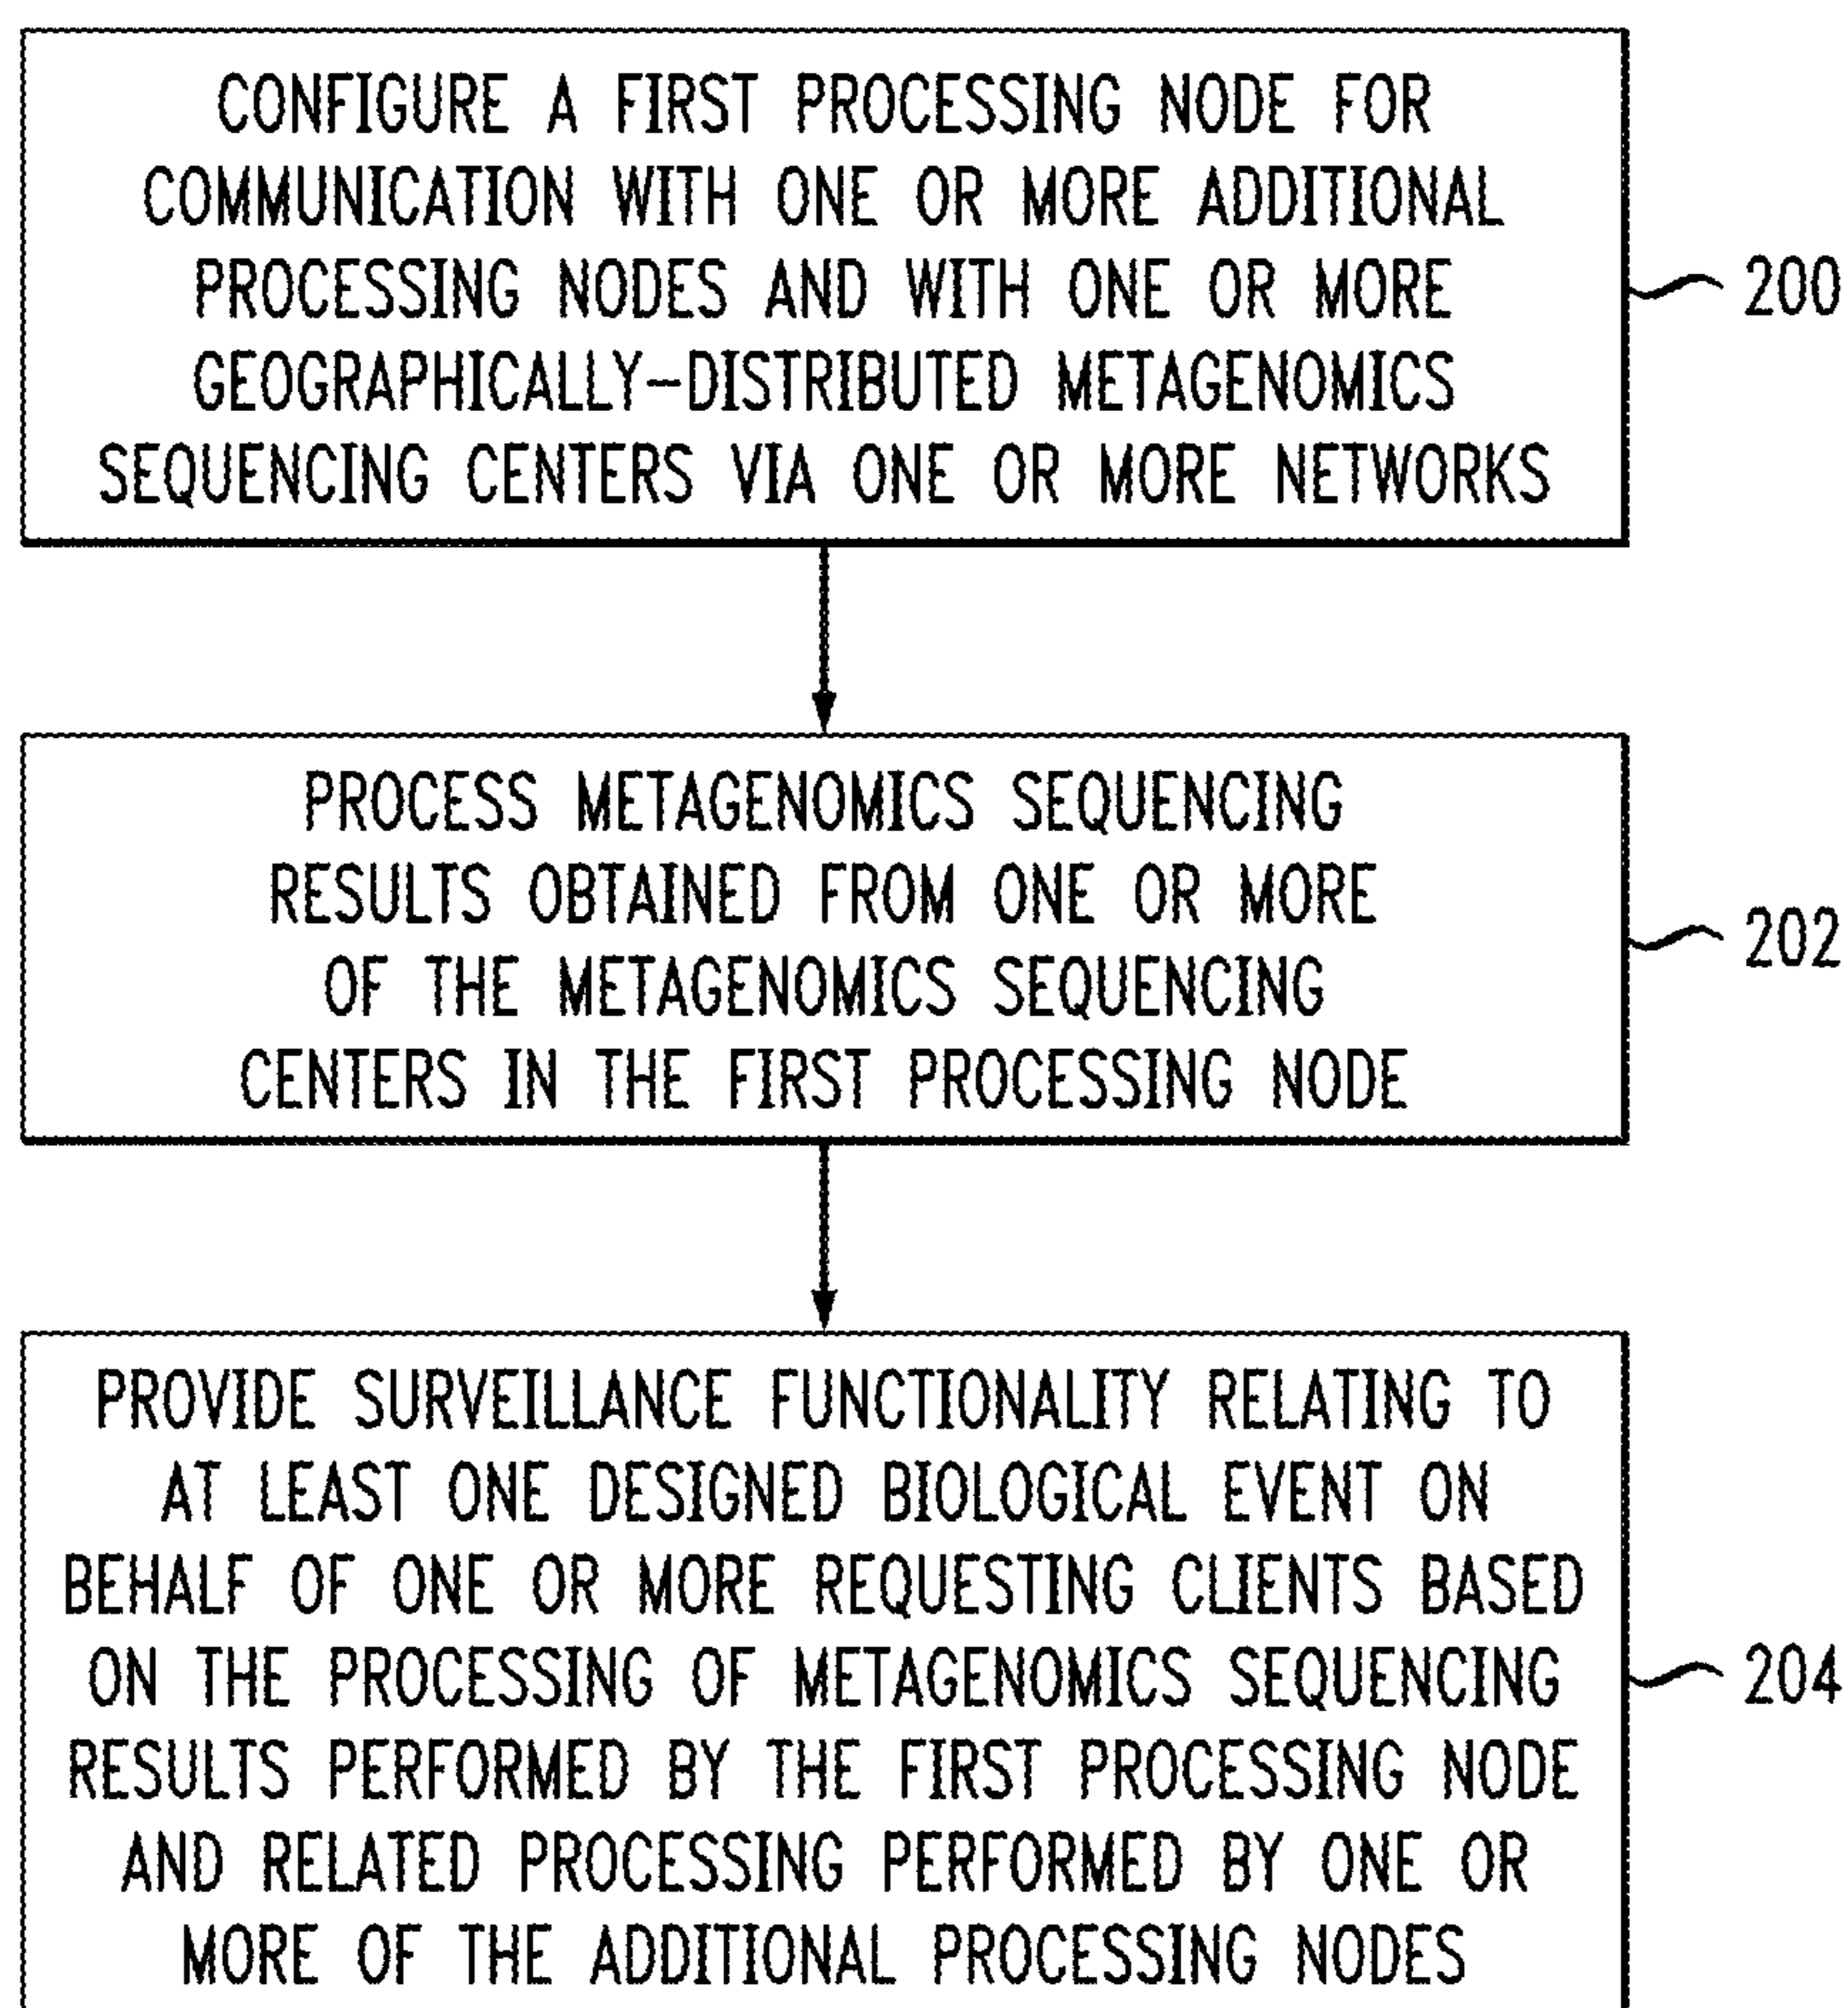 CONFIGURE A FIRST PROCESSING NODE FOR
COMMUNICATION WITH ONE OR MORE ADDITIONAL
PROCESSING NODES AND WITH ONE OR MORE
GEOGRAPHICALLY-DISTRIBUTED METAGENOMICS
SEQUENCING CENTERS VIA ONE OR MORE NETWORKS
200
PROCESS METAGENOMICS SEQUENCING
RESULTS OBTAINED FROM ONE OR MORE
OF THE METAGENOMICS SEQUENCING
CENTERS IN THE FIRST PROCESSING NODE
202
PROVIDE SURVEILLANCE FUNCTIONALITY RELATING TO
AT LEAST ONE DESIGNED BIOLOGICAL EVENT ON
BEHALF OF ONE OR MORE REQUESTING CLIENTS BASED
ON THE PROCESSING OF METAGENOMICS SEQUENCING
RESULTS PERFORMED BY THE FIRST PROCESSING NODE
AND RELATED PROCESSING PERFORMED BY ONE OR
MORE OF THE ADDITIONAL PROCESSING NODES
204